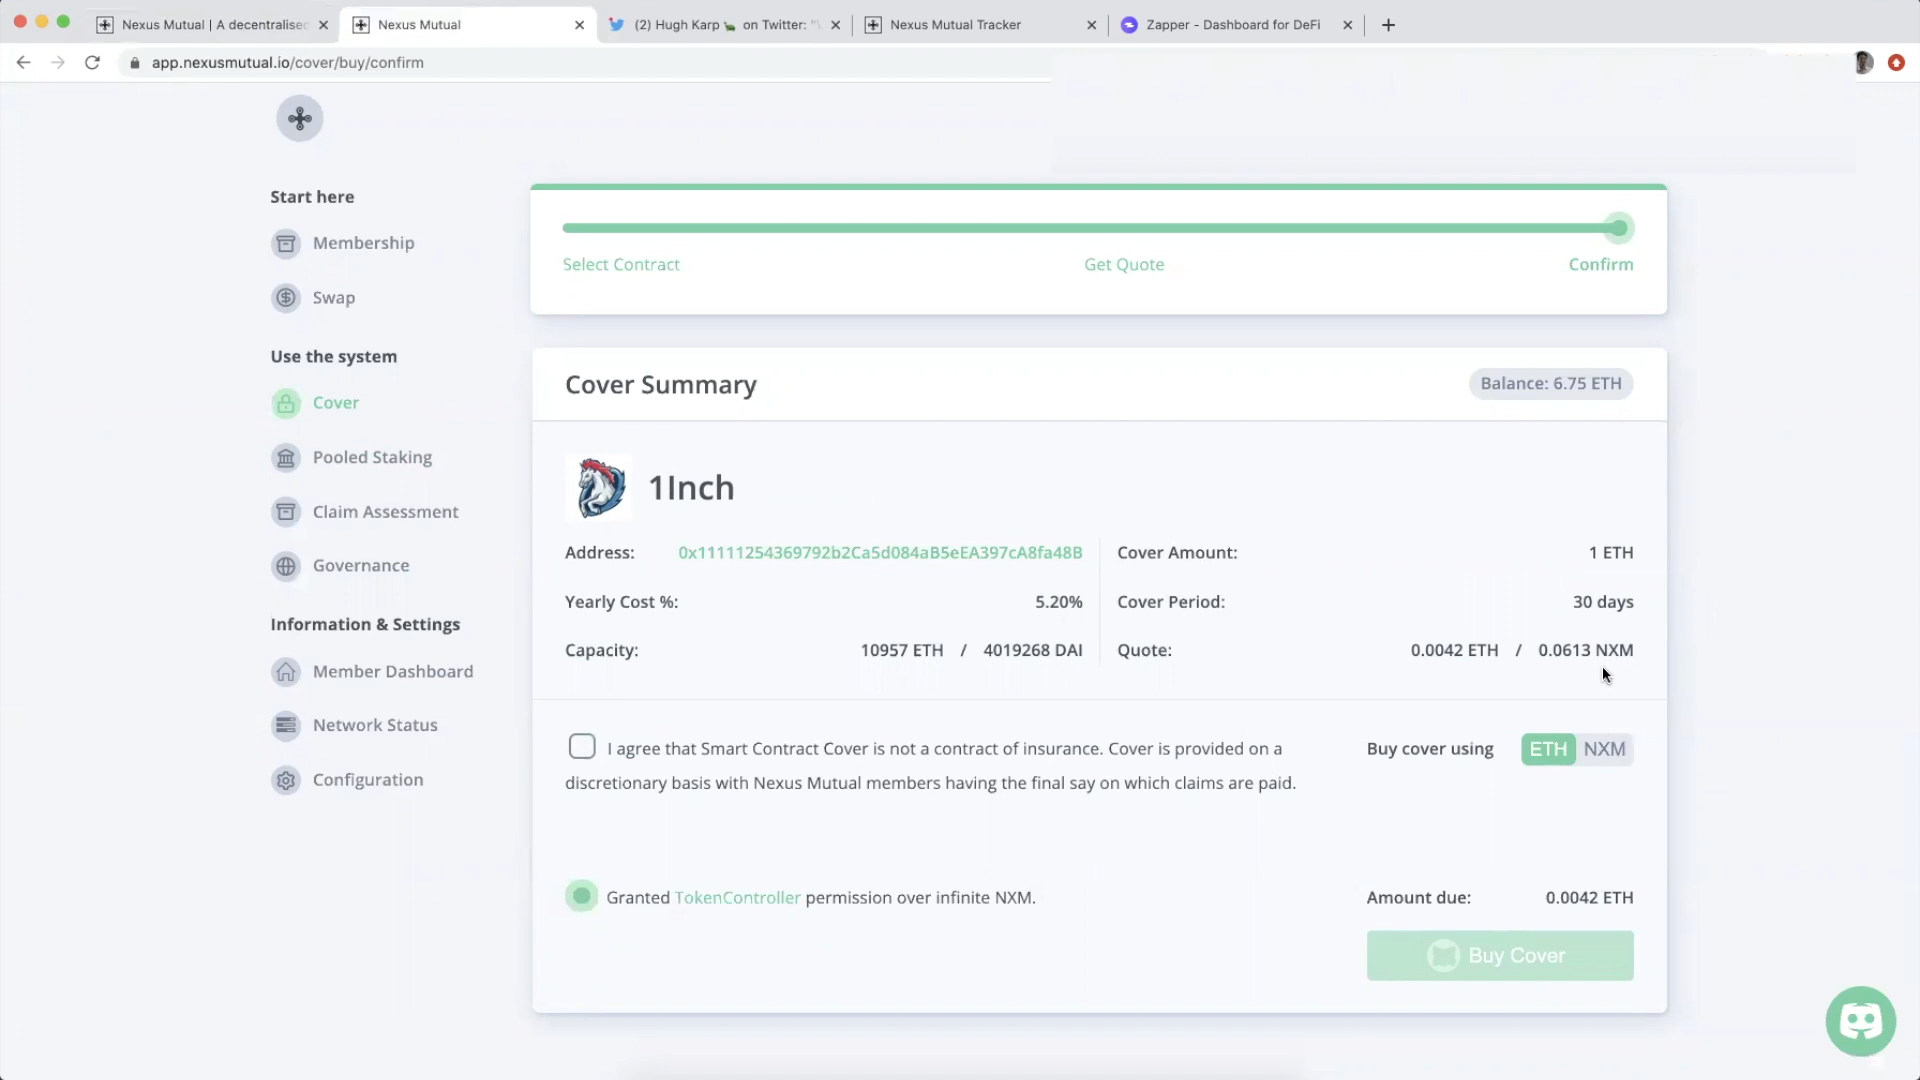 Nexus Mutual | A decentralised
Nexus Mutual
(2) Hugh Karp 🐢 on Twitter: "
Nexus Mutual Tracker
Zapper - Dashboard for DeFi
app.nexusmutual.io/cover/buy/confirm
Start here
Membership
Swap
Use the system
Cover
Pooled Staking
Claim Assessment
Governance
Information & Settings
Member Dashboard
Network Status
Configuration
Select Contract
Get Quote
Confirm
Cover Summary
Balance: 6.75 ETH
1Inch
Address: 0x11111254369792b2Ca5d084aB5eEA397cA8fa48B
Cover Amount: 1 ETH
Yearly Cost %: 5.20%
Cover Period: 30 days
Capacity: 10957 ETH / 4019268 DAI
Quote: 0.0042 ETH / 0.0613 NXM
I agree that Smart Contract Cover is not a contract of insurance. Cover is provided on a
discretionary basis with Nexus Mutual members having the final say on which claims are paid.
Buy cover using ETH NXM
Granted TokenController permission over infinite NXM.
Amount due: 0.0042 ETH
Buy Cover